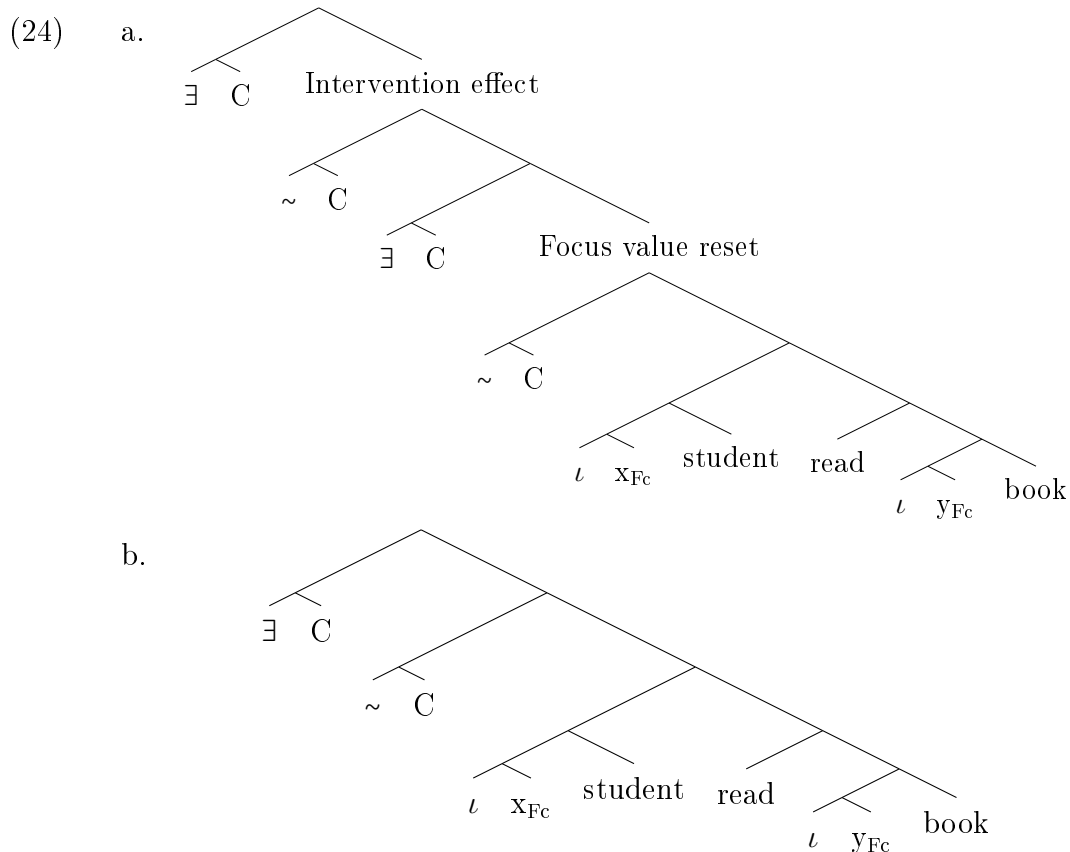 (24) a.
∃ C Intervention effect
~ C
∃ C Focus value reset
~ C
ι x_Fc student read
ι y_Fc book
b.
∃ C
~ C
ι x_Fc student read
ι y_Fc book